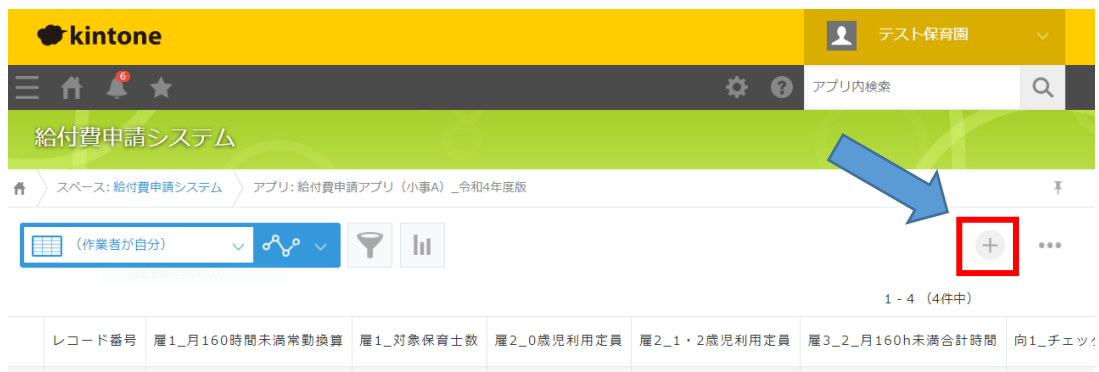 kintone
テスト保育園
6
アプリ内検索
給付費申請システム
スペース: 給付費申請システム アプリ: 給付費申請アプリ（小事A）_令和4年度版
（作業者が自分）
1 - 4 （4件中）
レコード番号 雇1_月160時間未満常勤換算 雇1_対象保育士数 雇2_0歳児利用定員 雇2_1・2歳児利用定員 雇3_2_月160h未満合計時間 向1_チェック